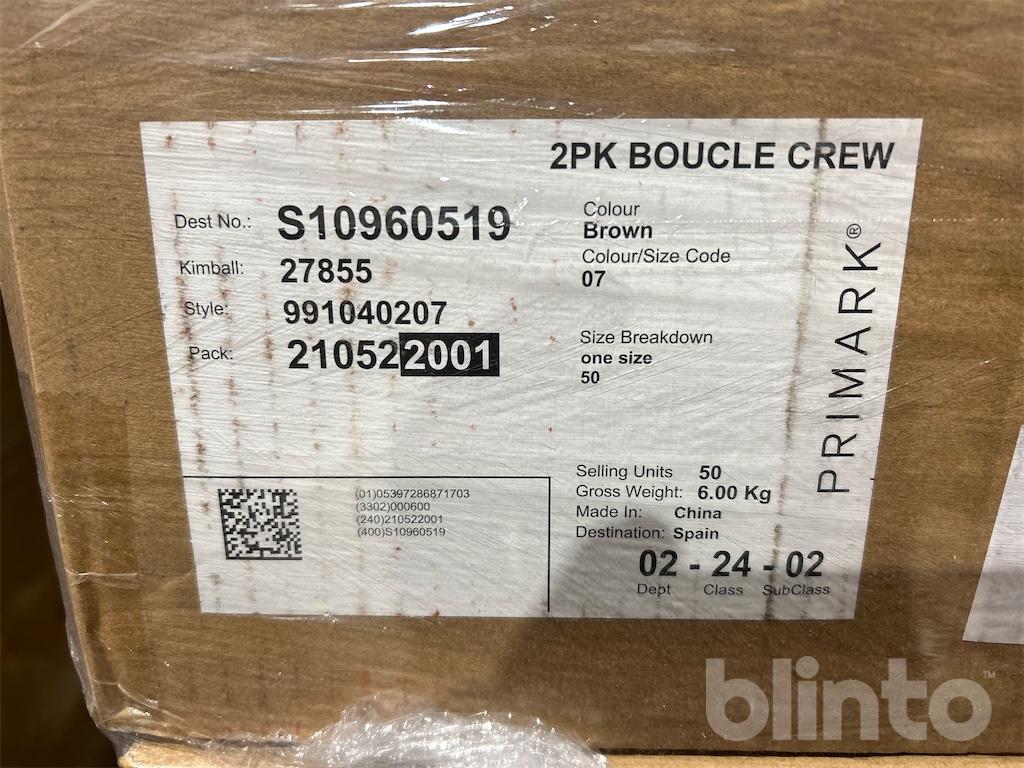 2PK BOUCLE CREW
Dest No.: S10960519
Kimball: 27855
Style: 991040207
Pack: 210522001
Colour
Brown
Colour/Size Code
07
Size Breakdown
one size
50
PRIMARK®
(01)05397286871703
(3302)000600
(240)210522001
(400)S10960519
Selling Units 50
Gross Weight: 6.00 Kg
Made In: China
Destination: Spain
02 - 24 - 02
Dept Class SubClass
blinto™